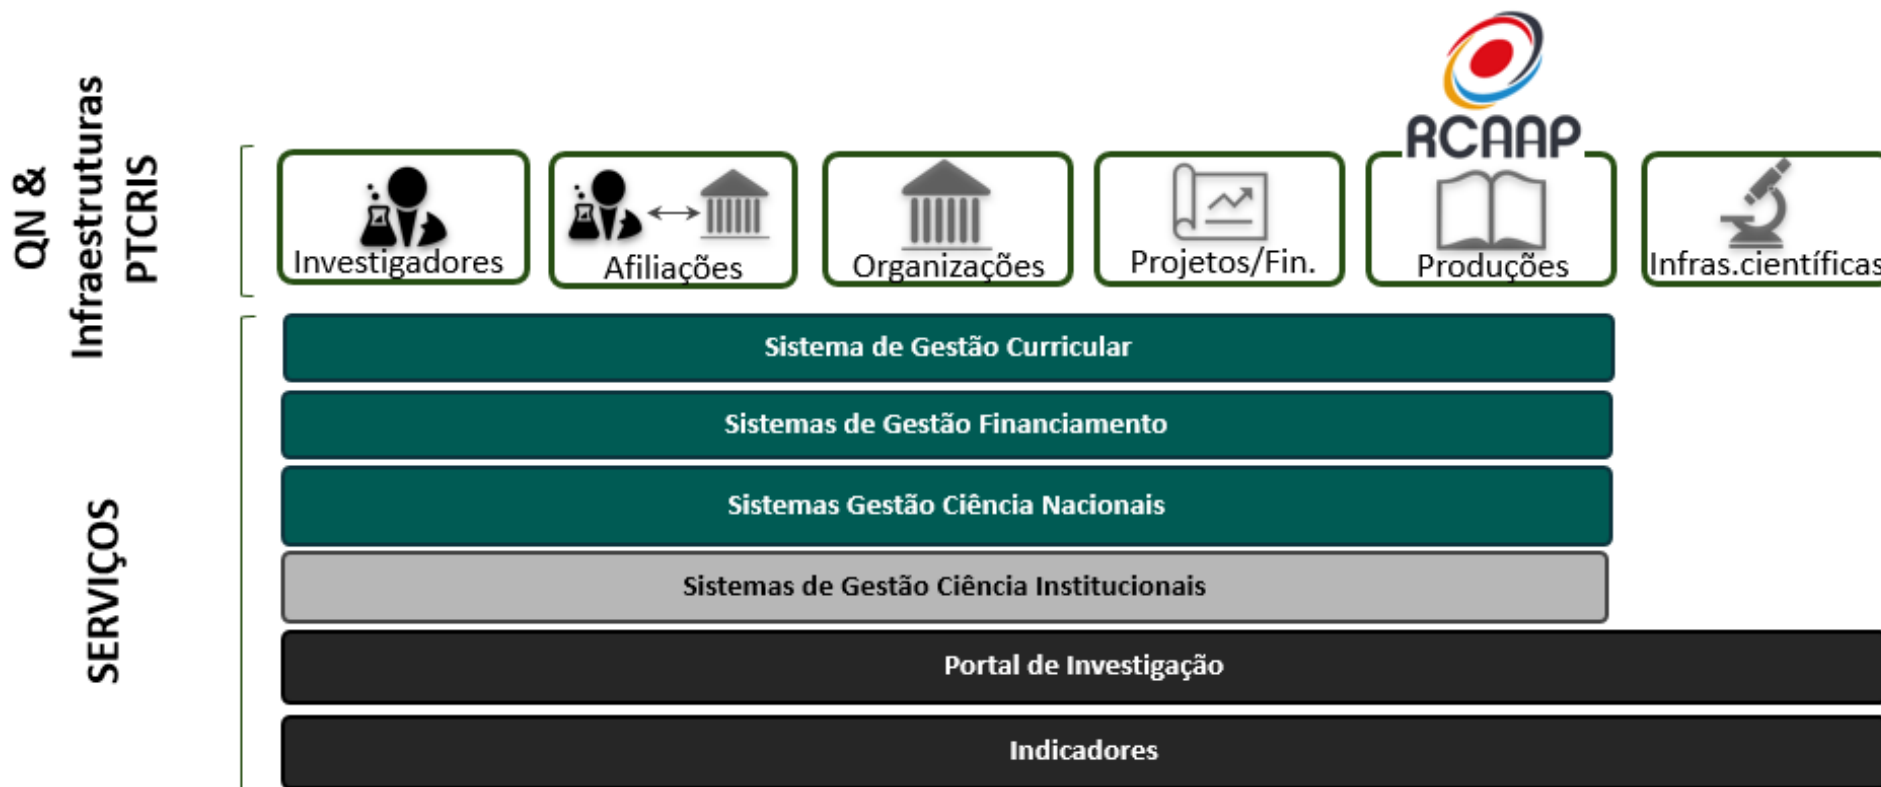 QN &
Infraestruturas
PTCRIS
RCAAP
Investigadores
Afiliações
Organizações
Projetos/Fin.
Produções
Infras.científicas
SERVIÇOS
Sistema de Gestão Curricular
Sistemas de Gestão Financiamento
Sistemas Gestão Ciência Nacionais
Sistemas de Gestão Ciência Institucionais
Portal de Investigação
Indicadores